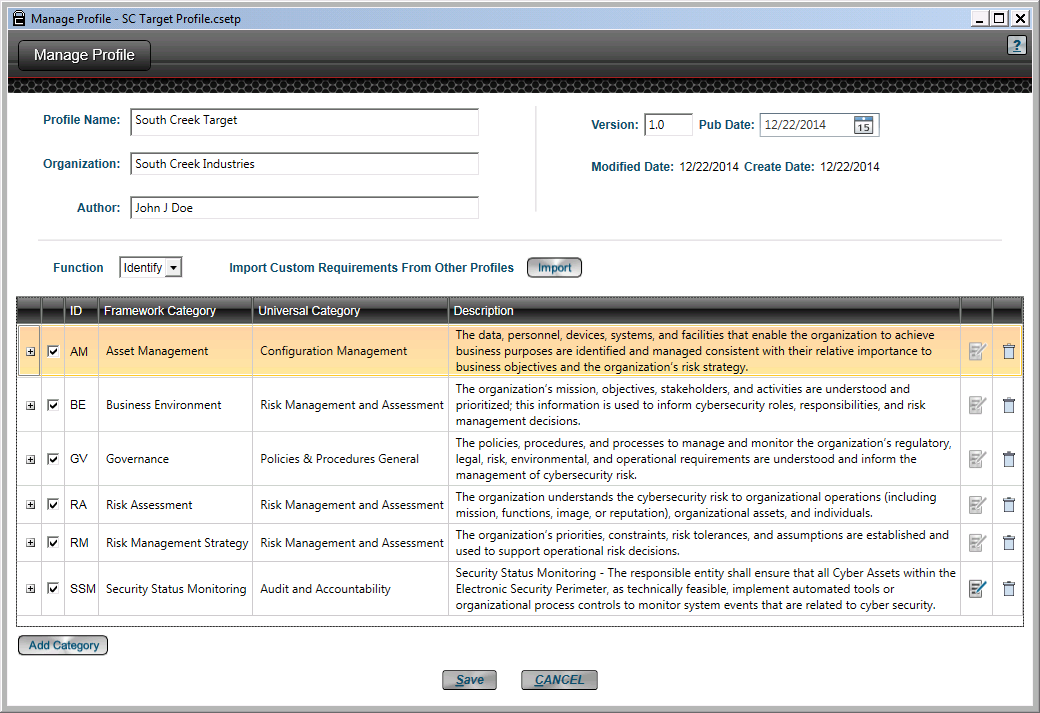 Manage Profile - SC Target Profile.csetp
Manage Profile
?
Profile Name: South Creek Target
Version: 1.0 Pub Date: 12/22/2014 15
Organization: South Creek Industries
Modified Date: 12/22/2014 Create Date: 12/22/2014
Author: John J Doe
Function Identify Import Custom Requirements From Other Profiles Import
ID Framework Category Universal Category Description
AM Asset Management Configuration Management
The data, personnel, devices, systems, and facilities that enable the organization to achieve
business purposes are identified and managed consistent with their relative importance to
business objectives and the organization's risk strategy.
BE Business Environment Risk Management and Assessment
The organization's mission, objectives, stakeholders, and activities are understood and
prioritized; this information is used to inform cybersecurity roles, responsibilities, and risk
management decisions.
GV Governance Policies & Procedures General
The policies, procedures, and processes to manage and monitor the organization's regulatory,
legal, risk, environmental, and operational requirements are understood and inform the
management of cybersecurity risk.
RA Risk Assessment Risk Management and Assessment
The organization understands the cybersecurity risk to organizational operations (including
mission, functions, image, or reputation), organizational assets, and individuals.
RM Risk Management Strategy Risk Management and Assessment
The organization's priorities, constraints, risk tolerances, and assumptions are established and
used to support operational risk decisions.
SSM Security Status Monitoring Audit and Accountability
Security Status Monitoring - The responsible entity shall ensure that all Cyber Assets within the
Electronic Security Perimeter, as technically feasible, implement automated tools or
organizational process controls to monitor system events that are related to cyber security.
Add Category
Save CANCEL